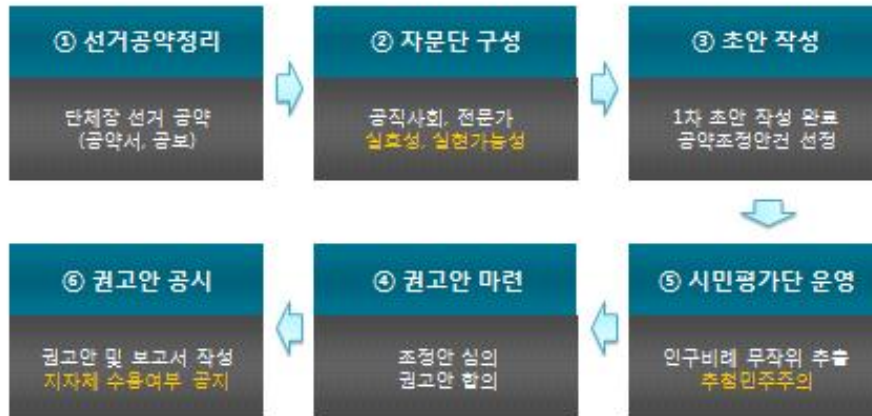 ① 선거공약정리
단체장 선거 공약
(공약서, 공보)
② 자문단 구성
공직사회, 전문가
실효성, 실현가능성
③ 초안 작성
1차 초안 작성 완료
공약조정안건 선정
⑤ 시민평가단 운영
인구비례 무작위 추출
추첨민주주의
④ 권고안 마련
조정안 심의
권고안 합의
⑥ 권고안 공시
권고안 및 보고서 작성
지자체 수용여부 공지